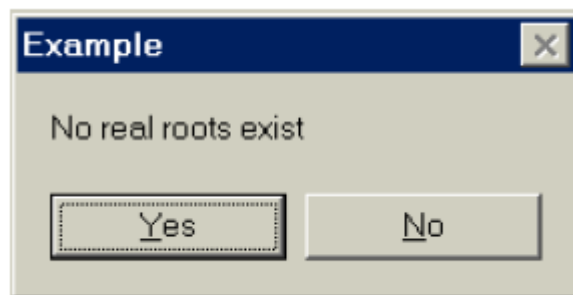 Example
No real roots exist
Yes No